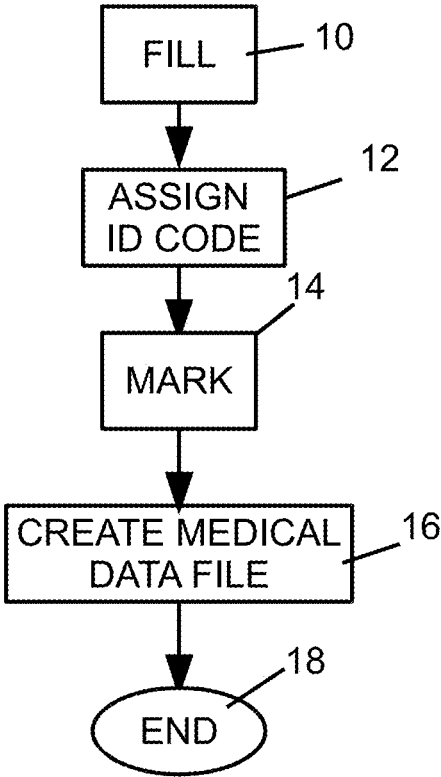 FILL
10
ASSIGN
ID CODE
12
MARK
14
CREATE MEDICAL
DATA FILE
16
END
18